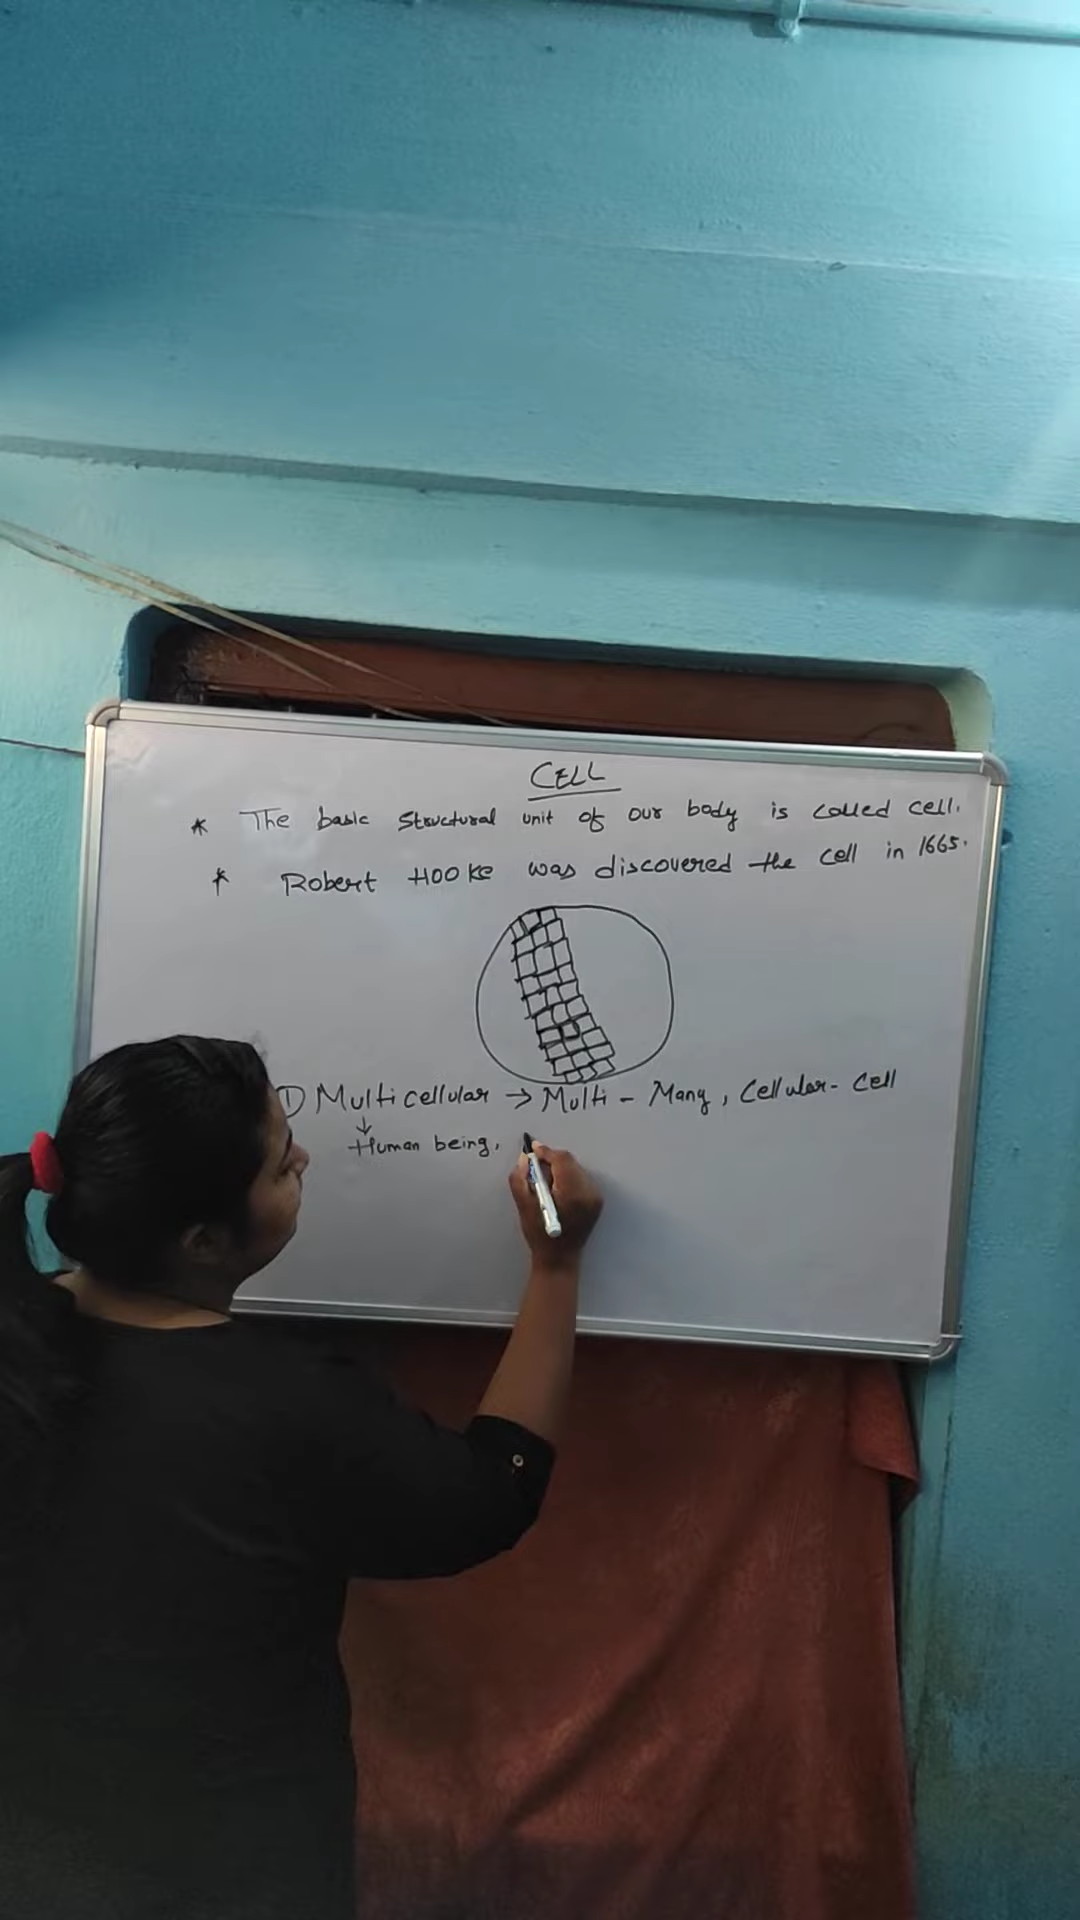 CELL
* The basic structural unit of our body is called cell.
* Robert HOOKe was discovered the cell in 1665.
1) Multicellular → Multi - Many, Cellular - Cell
↓
Human being,